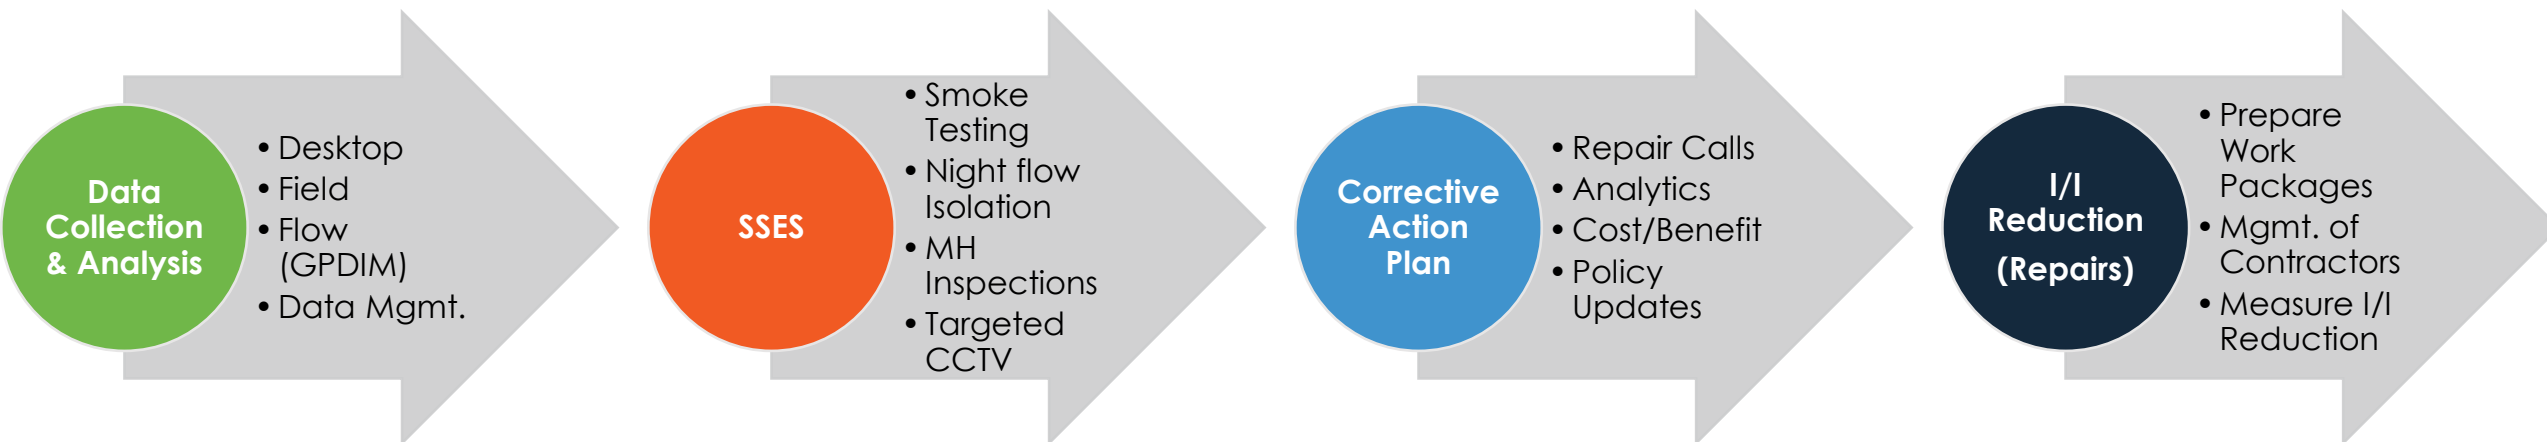 Data
Collection
& Analysis
• Desktop
• Field
• Flow
(GPDIM)
• Data Mgmt.
SSES
• Smoke
Testing
• Night flow
Isolation
• MH
Inspections
• Targeted
CCTV
Corrective
Action
Plan
• Repair Calls
• Analytics
• Cost/Benefit
• Policy
Updates
I/I
Reduction
(Repairs)
• Prepare
Work
Packages
• Mgmt. of
Contractors
• Measure I/I
Reduction